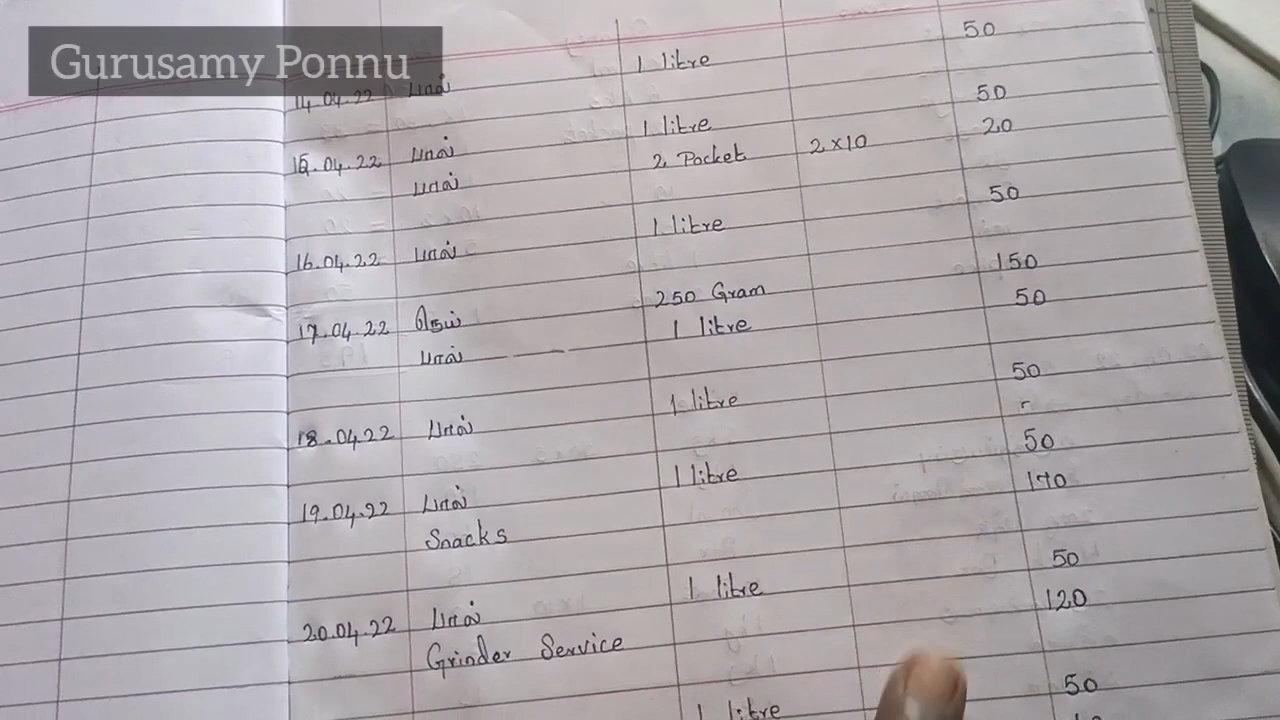 Gurusamy Ponnu
50
14.04.22 பால் 1 litre
50
15.04.22 பால் 1 litre
பால் 2 Pocket 2x10 20
16.04.22 பால் 1 litre 50
17.04.22 நெய் 250 Gram 150
பால் 1 litre 50
18.04.22 பால் 1 litre 50
19.04.22 பால் 1 litre 50
Snacks 170
20.04.22 பால் 1 litre 50
Grinder Service 120
1 litre 50